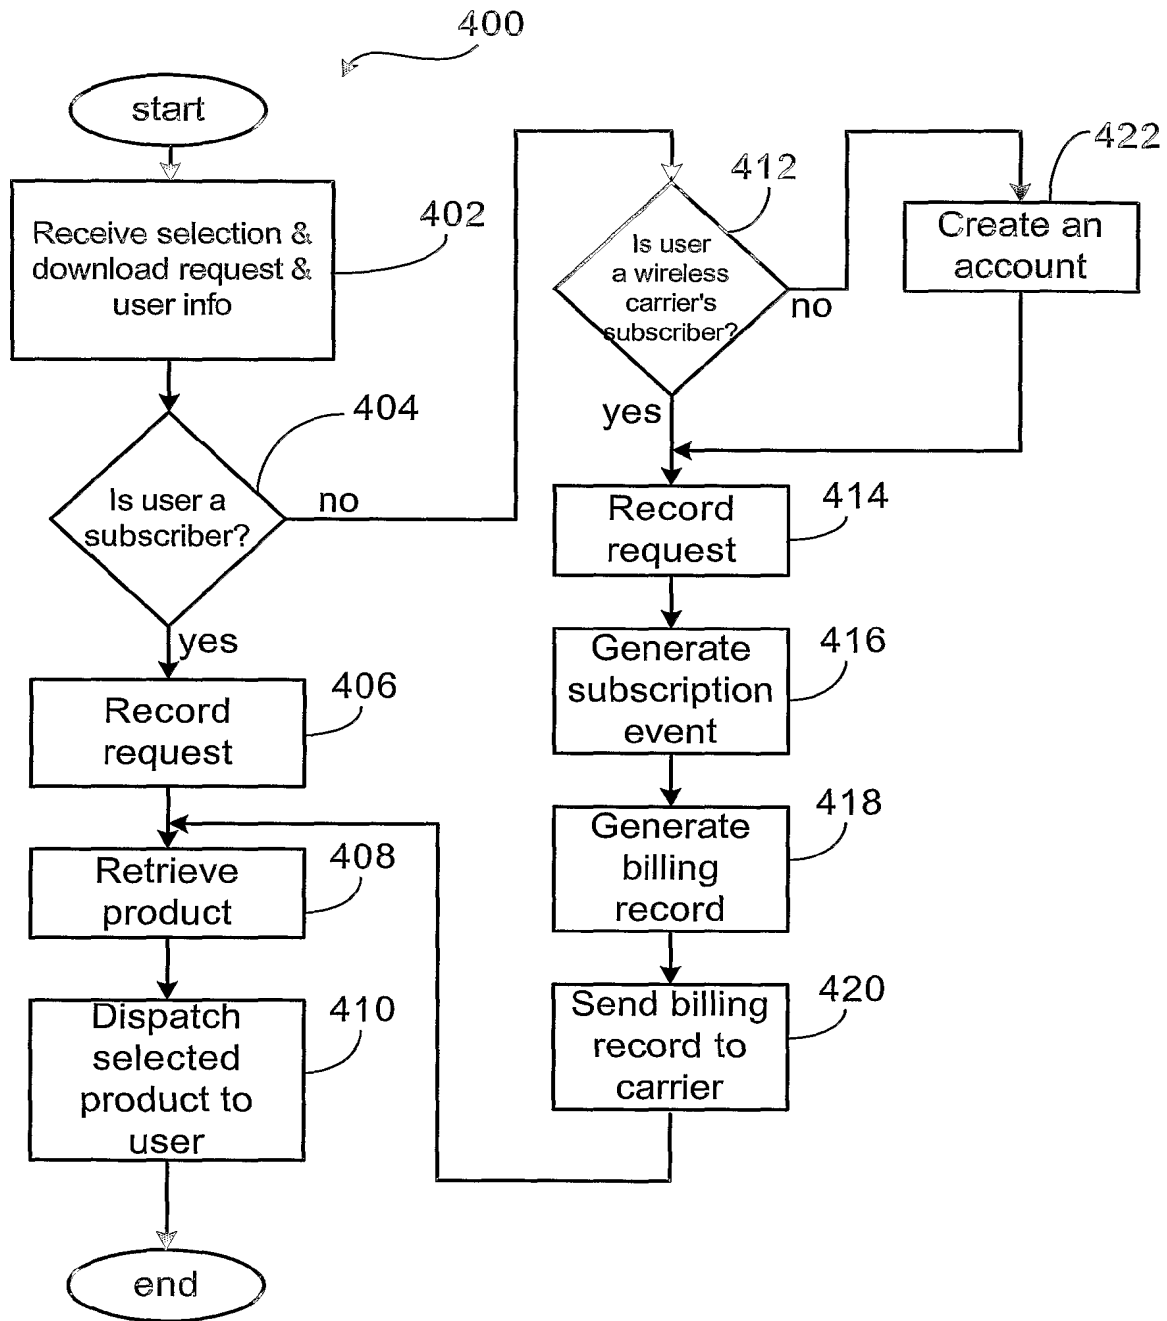 400
start
Receive selection &
download request &
user info
402
Is user a
subscriber?
404
no
yes
Record
request
406
Retrieve
product
408
Dispatch
selected
product to
user
410
end
Is user
a wireless
carrier's
subscriber?
412
no
yes
Create an
account
422
Record
request
414
Generate
subscription
event
416
Generate
billing
record
418
Send billing
record to
carrier
420